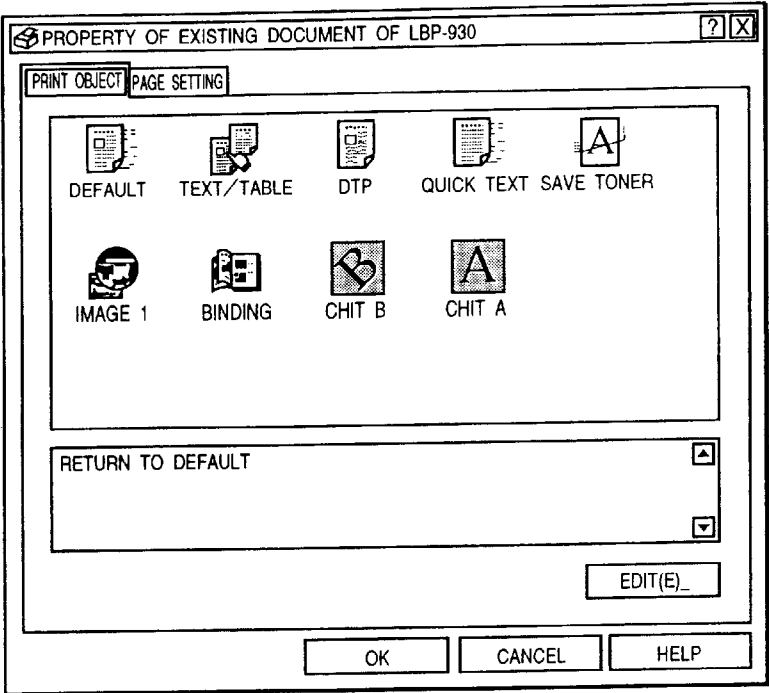 PROPERTY OF EXISTING DOCUMENT OF LBP-930 ? X
PRINT OBJECT PAGE SETTING
DEFAULT TEXT/TABLE DTP QUICK TEXT SAVE TONER
A
IMAGE 1 BINDING CHIT B CHIT A
B A
RETURN TO DEFAULT
EDIT(E)_
OK CANCEL HELP